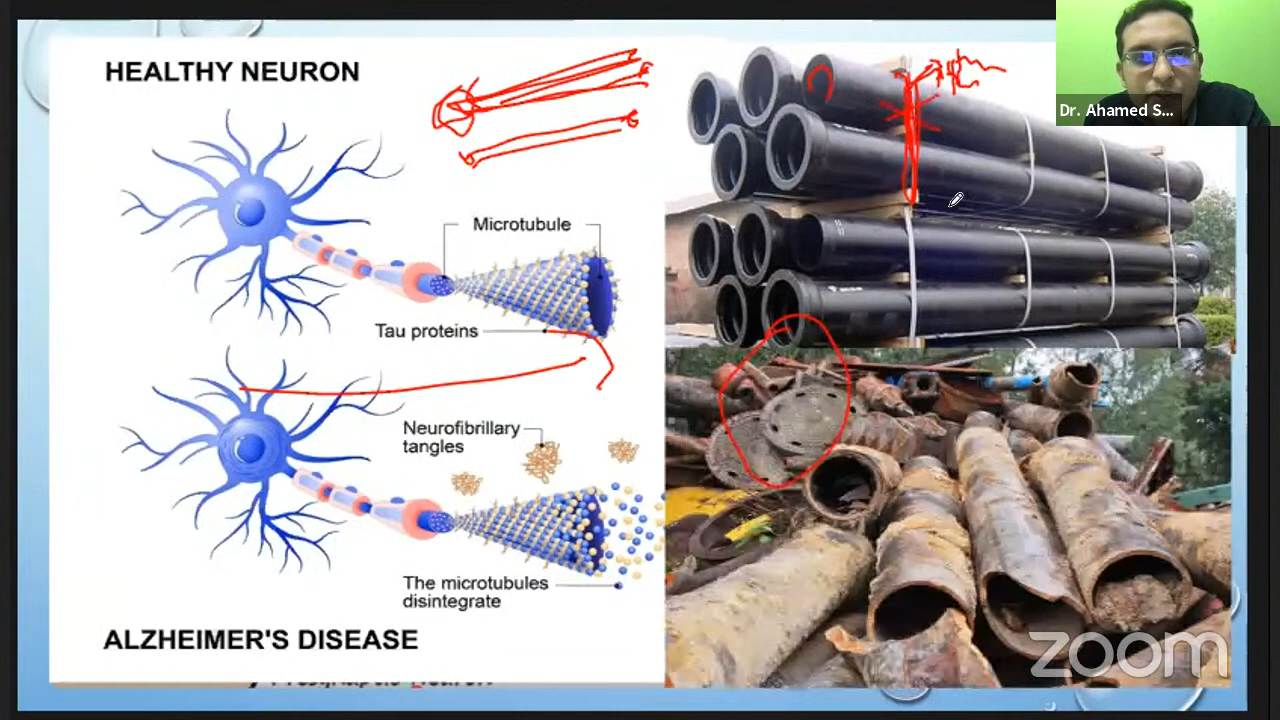 HEALTHY NEURON
Dr. Ahamed S...
Microtubule
Tau proteins
Neurofibrillary
tangles
The microtubules
disintegrate
ALZHEIMER'S DISEASE
zoom